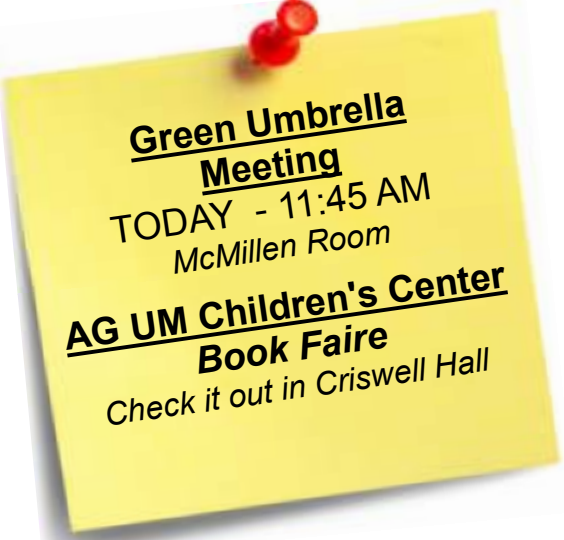 Green Umbrella
Meeting
TODAY - 11:45 AM
McMillen Room
AG UM Children's Center
Book Faire
Check it out in Criswell Hall